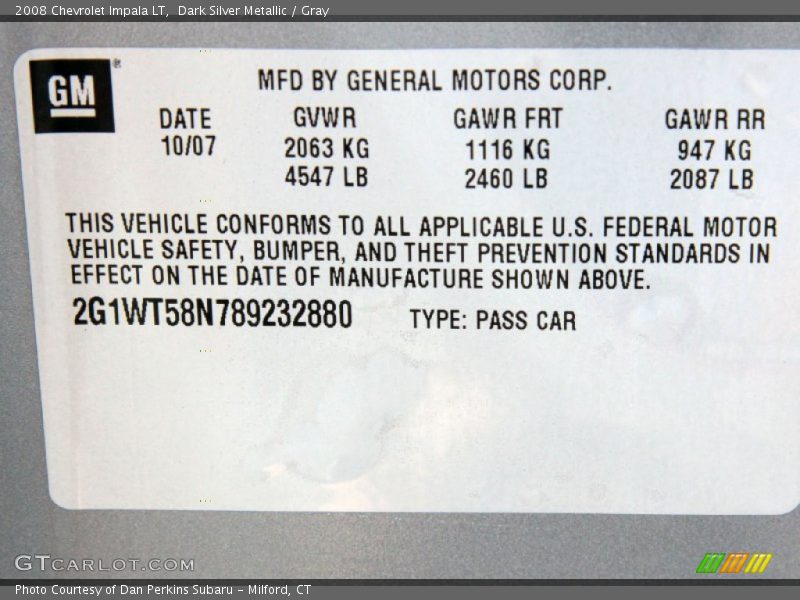 2008 Chevrolet Impala LT, Dark Silver Metallic / Gray
GM®
MFD BY GENERAL MOTORS CORP.
DATE GVWR GAWR FRT GAWR RR
10/07 2063 KG 1116 KG 947 KG
4547 LB 2460 LB 2087 LB
THIS VEHICLE CONFORMS TO ALL APPLICABLE U.S. FEDERAL MOTOR
VEHICLE SAFETY, BUMPER, AND THEFT PREVENTION STANDARDS IN
EFFECT ON THE DATE OF MANUFACTURE SHOWN ABOVE.
2G1WT58N789232880 TYPE: PASS CAR
GTCARLOT.COM
Photo Courtesy of Dan Perkins Subaru - Milford, CT